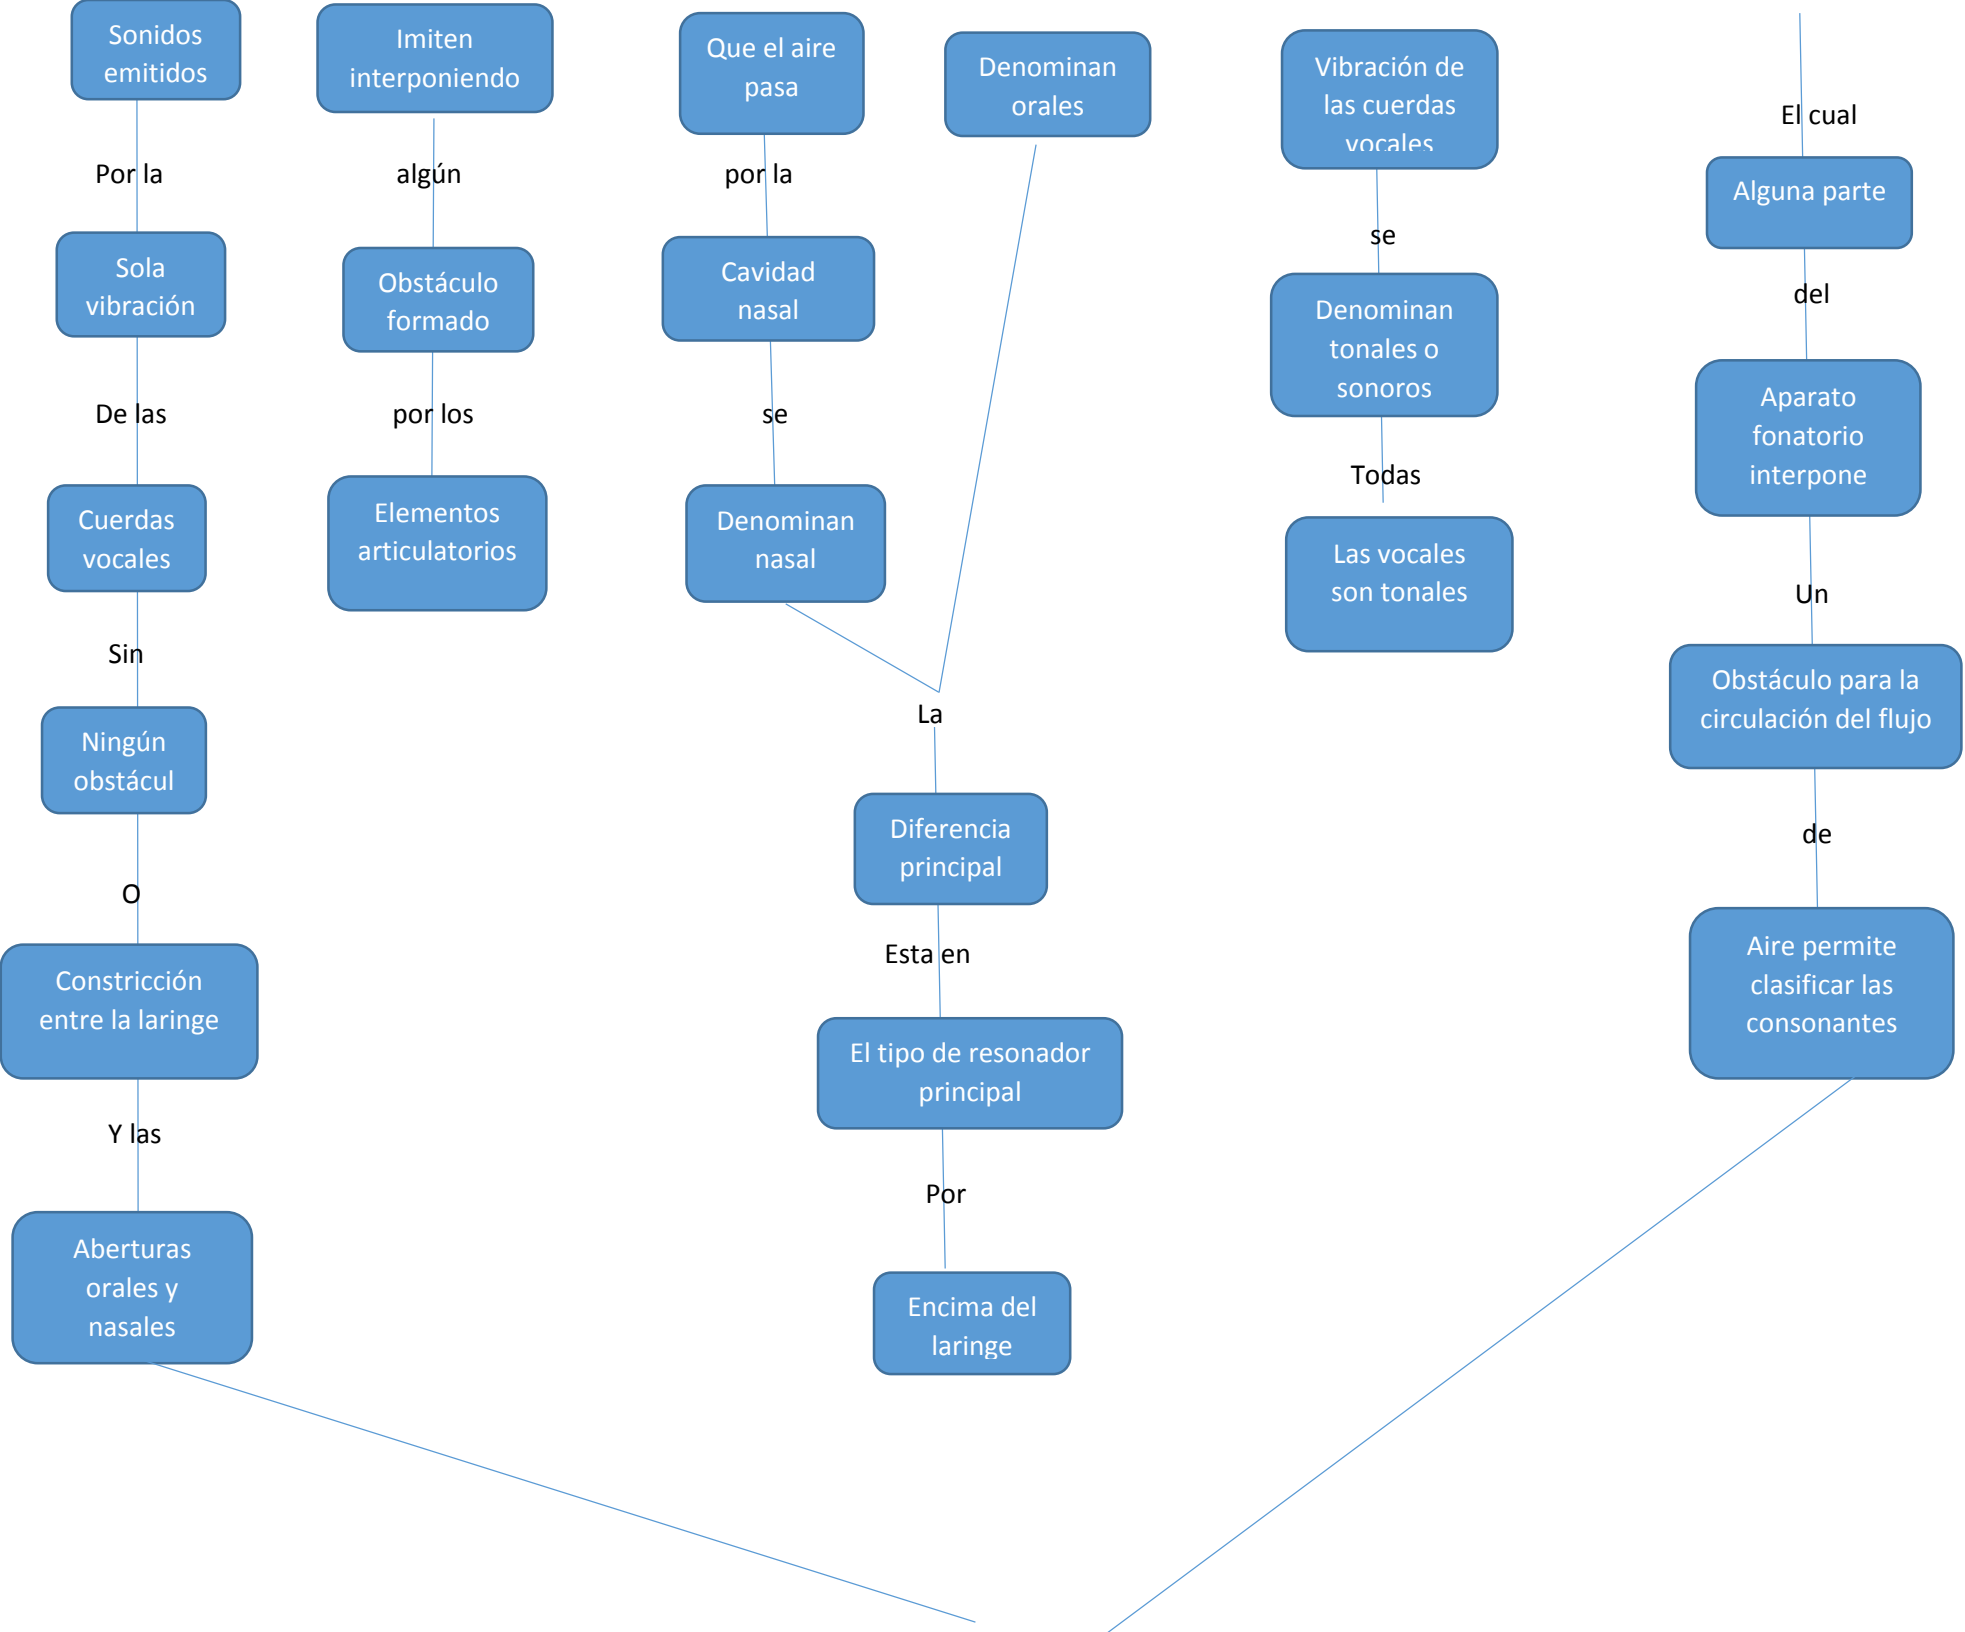 Sonidos
emitidos
Por la
Sola
vibración
De las
Cuerdas
vocales
Sin
Ningún
obstácul
O
Constricción
entre la laringe
Y las
Aberturas
orales y
nasales
Imiten
interponiendo
algún
Obstáculo
formado
por los
Elementos
articulatorios
Que el aire
pasa
por la
Cavidad
nasal
se
Denominan
nasal
Denominan
orales
La
Diferencia
principal
Esta en
El tipo de resonador
principal
Por
Encima del
laringe
Vibración de
las cuerdas
vocales
se
Denominan
tonales o
sonoros
Todas
Las vocales
son tonales
El cual
Alguna parte
del
Aparato
fonatorio
interpone
Un
Obstáculo para la
circulación del flujo
de
Aire permite
clasificar las
consonantes